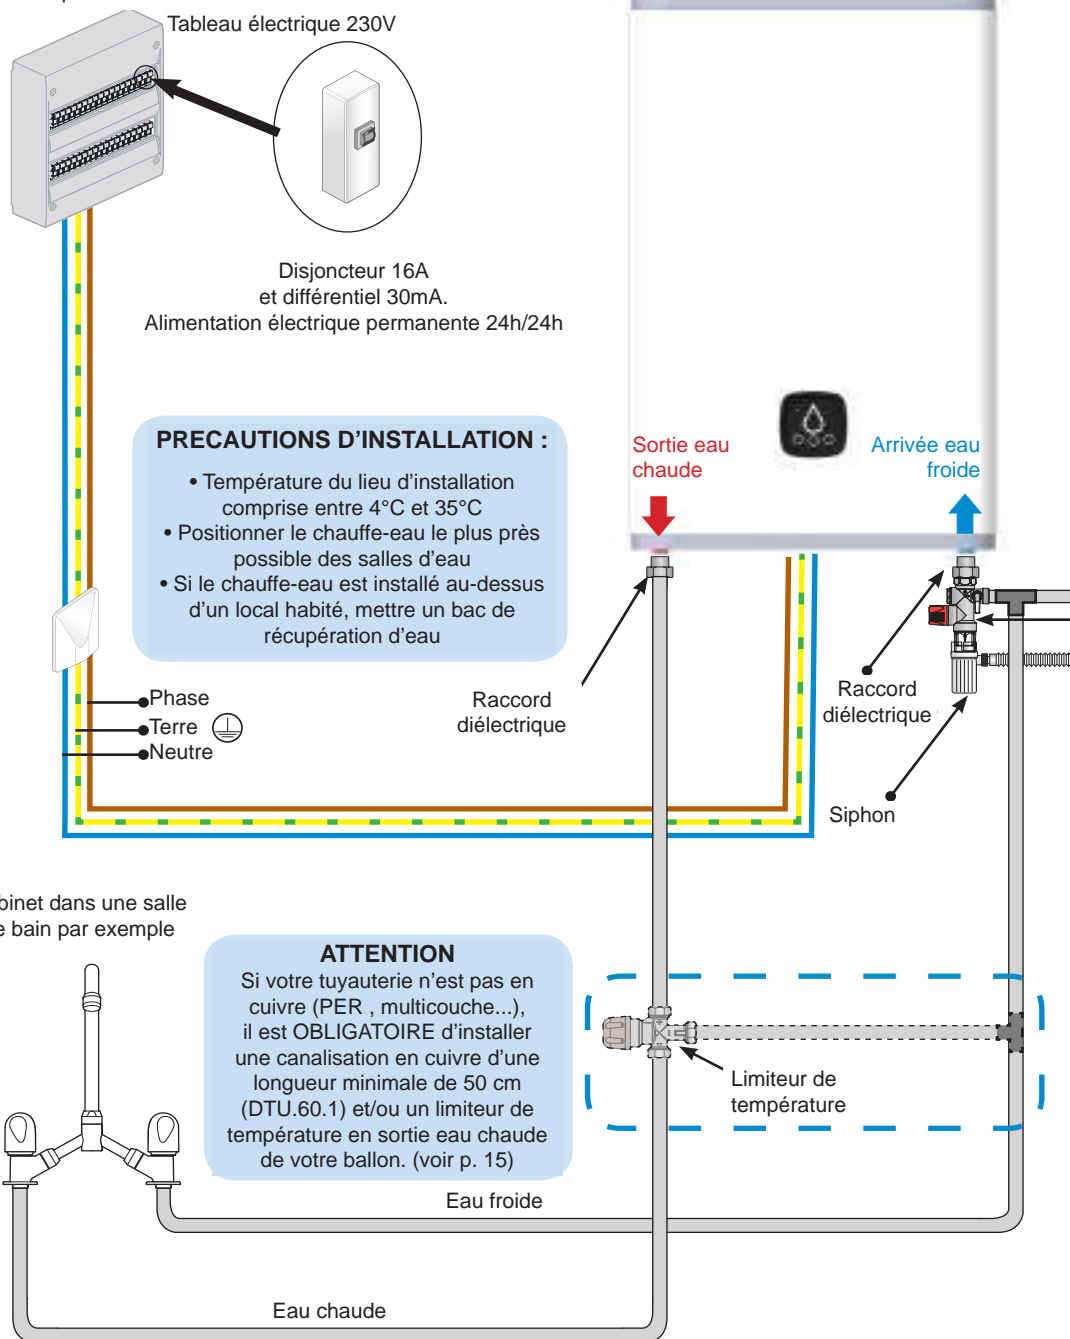 Tableau électrique 230V
Disjoncteur 16A
et différentiel 30mA.
Alimentation électrique permanente 24h/24h
PRECAUTIONS D'INSTALLATION :
• Température du lieu d'installation
comprise entre 4°C et 35°C
• Positionner le chauffe-eau le plus près
possible des salles d'eau
• Si le chauffe-eau est installé au-dessus
d'un local habité, mettre un bac de
récupération d'eau
Sortie eau
chaude
Arrivée eau
froide
Phase
Terre
Neutre
Raccord
diélectrique
Raccord
diélectrique
Siphon
binet dans une salle
e bain par exemple
ATTENTION
Si votre tuyauterie n'est pas en
cuivre (PER , multicouche...),
il est OBLIGATOIRE d'installer
une canalisation en cuivre d'une
longueur minimale de 50 cm
(DTU.60.1) et/ou un limiteur de
température en sortie eau chaude
de votre ballon. (voir p. 15)
Limiteur de
température
Eau froide
Eau chaude